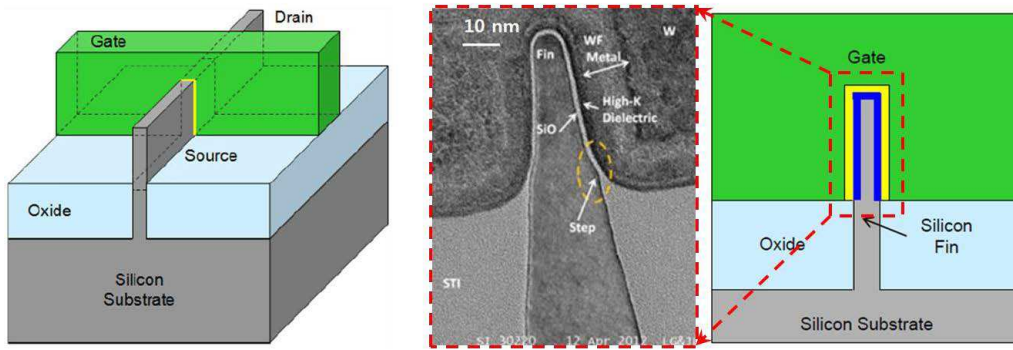 Drain
Gate
Source
Oxide
Silicon
Substrate
10 nm
Fin
WF
Metal
W
High-K
Dielectric
SiO
Step
STI
12 Apr 2012
Gate
Oxide
Silicon
Fin
Silicon Substrate